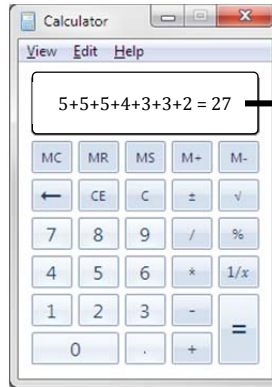 Calculator
View Edit Help
5+5+5+4+3+3+2 = 27
MC MR MS M+ M-
← CE C ± √
7 8 9 / %
4 5 6 * 1/x
1 2 3 - =
0 . +